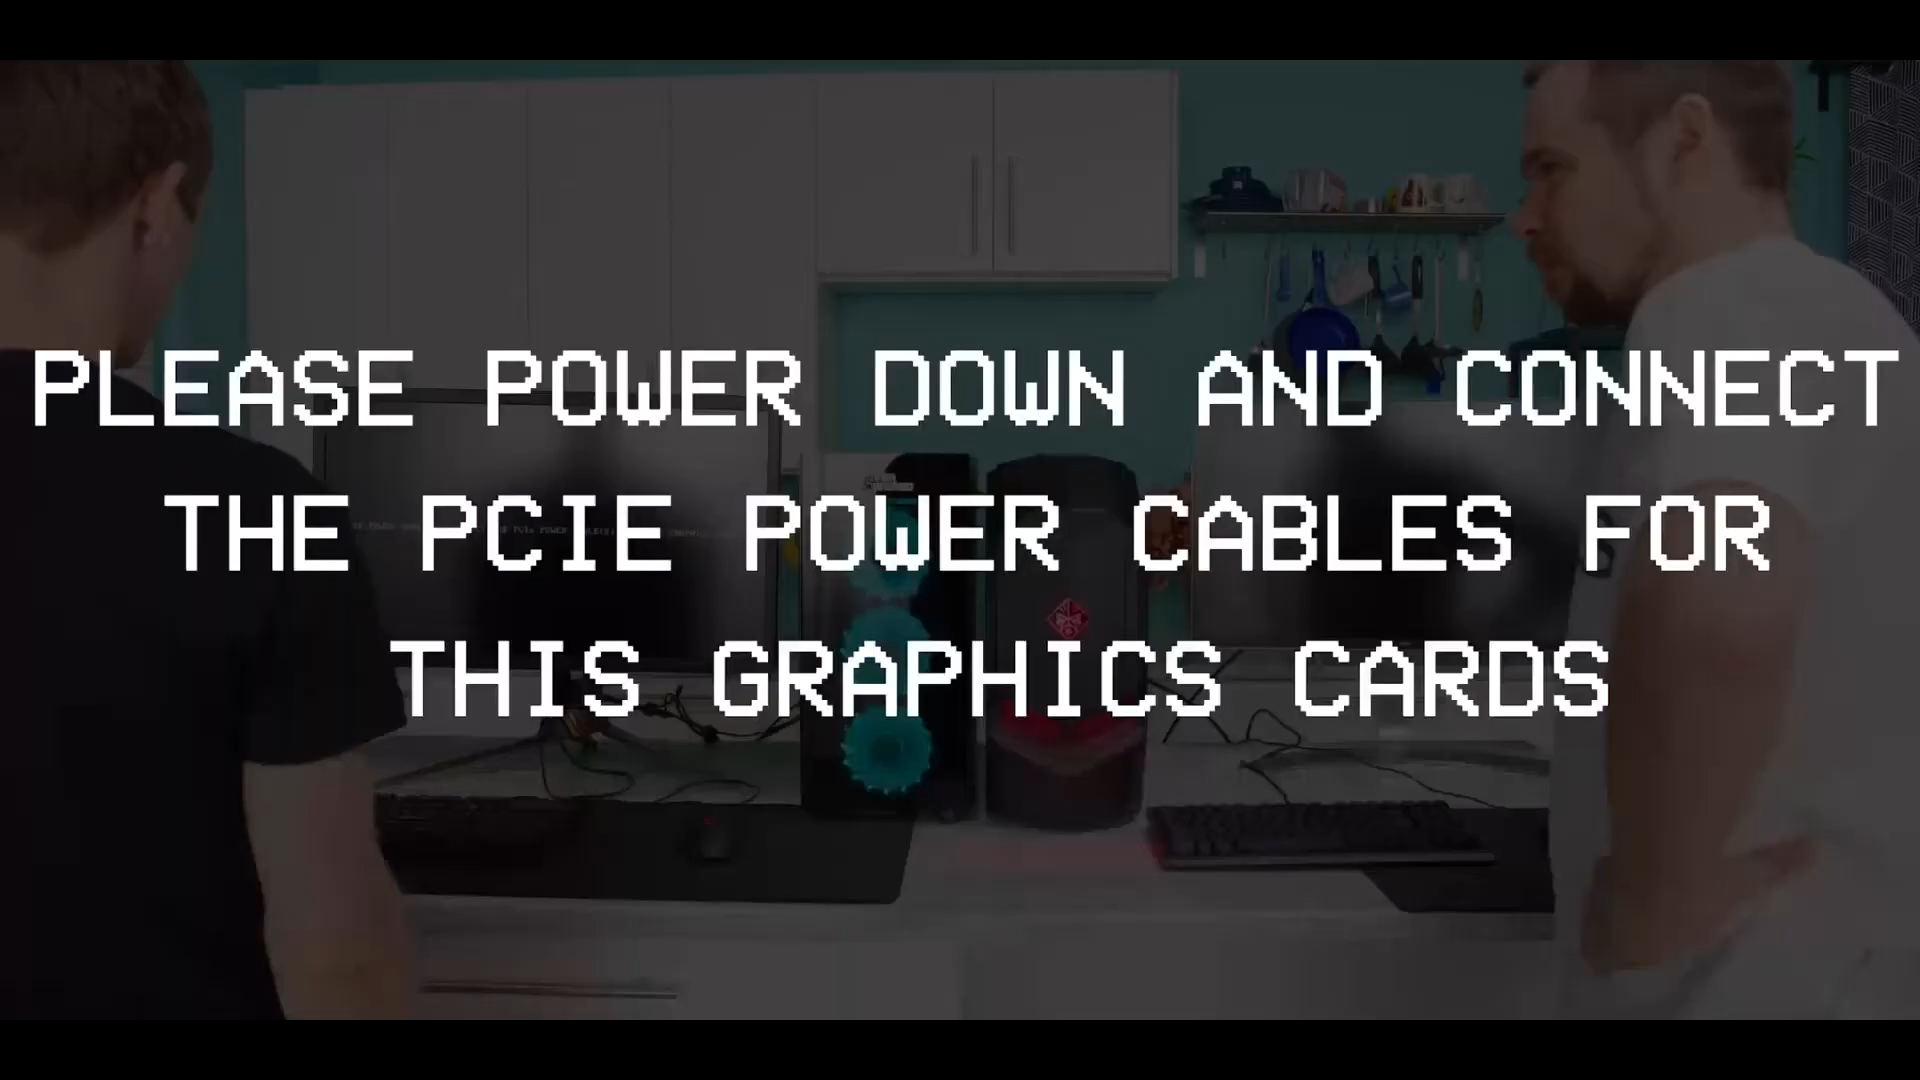 PLEASE POWER DOWN AND CONNECT
THE PCIE POWER CABLES FOR
THIS GRAPHICS CARDS